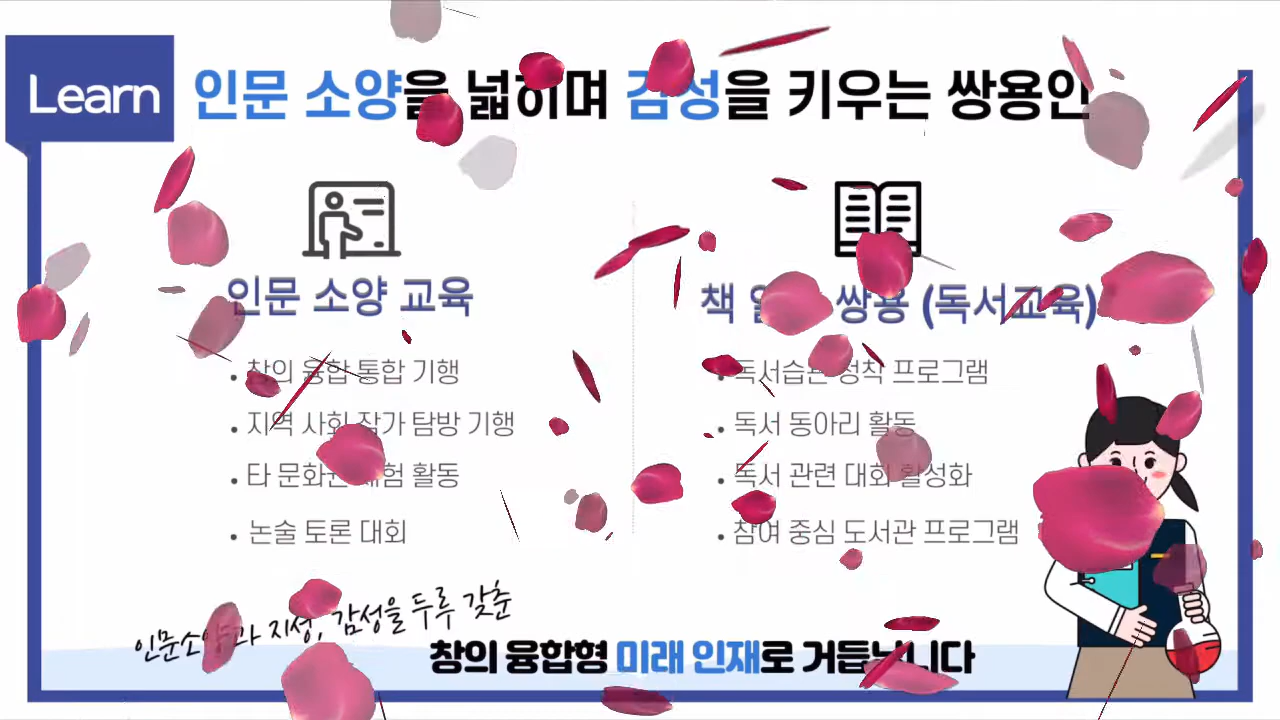 Learn
인문 소양을 넓히며 감성을 키우는 쌍용인
인문 소양 교육
• 창의 융합 통합 기행
• 지역 사회 작가 탐방 기행
• 타 문화권 체험 활동
• 논술 토론 대회
책 쌍용 (독서교육)
• 독서습관 정착 프로그램
• 독서 동아리 활동
• 독서 관련 대회 활성화
• 참여 중심 도서관 프로그램
인문소양과 지성, 감성을 두루 갖춘
창의 융합형 미래 인재로 거듭납니다